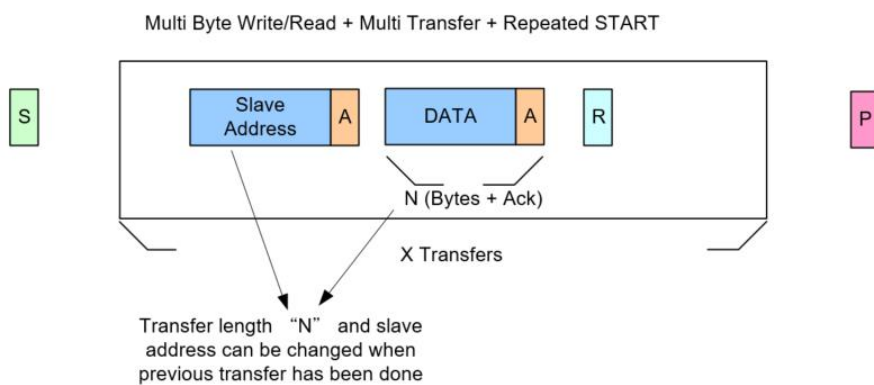 Multi Byte Write/Read + Multi Transfer + Repeated START
S
Slave
Address
A
DATA
A
R
P
N (Bytes + Ack)
X Transfers
Transfer length “N” and slave
address can be changed when
previous transfer has been done